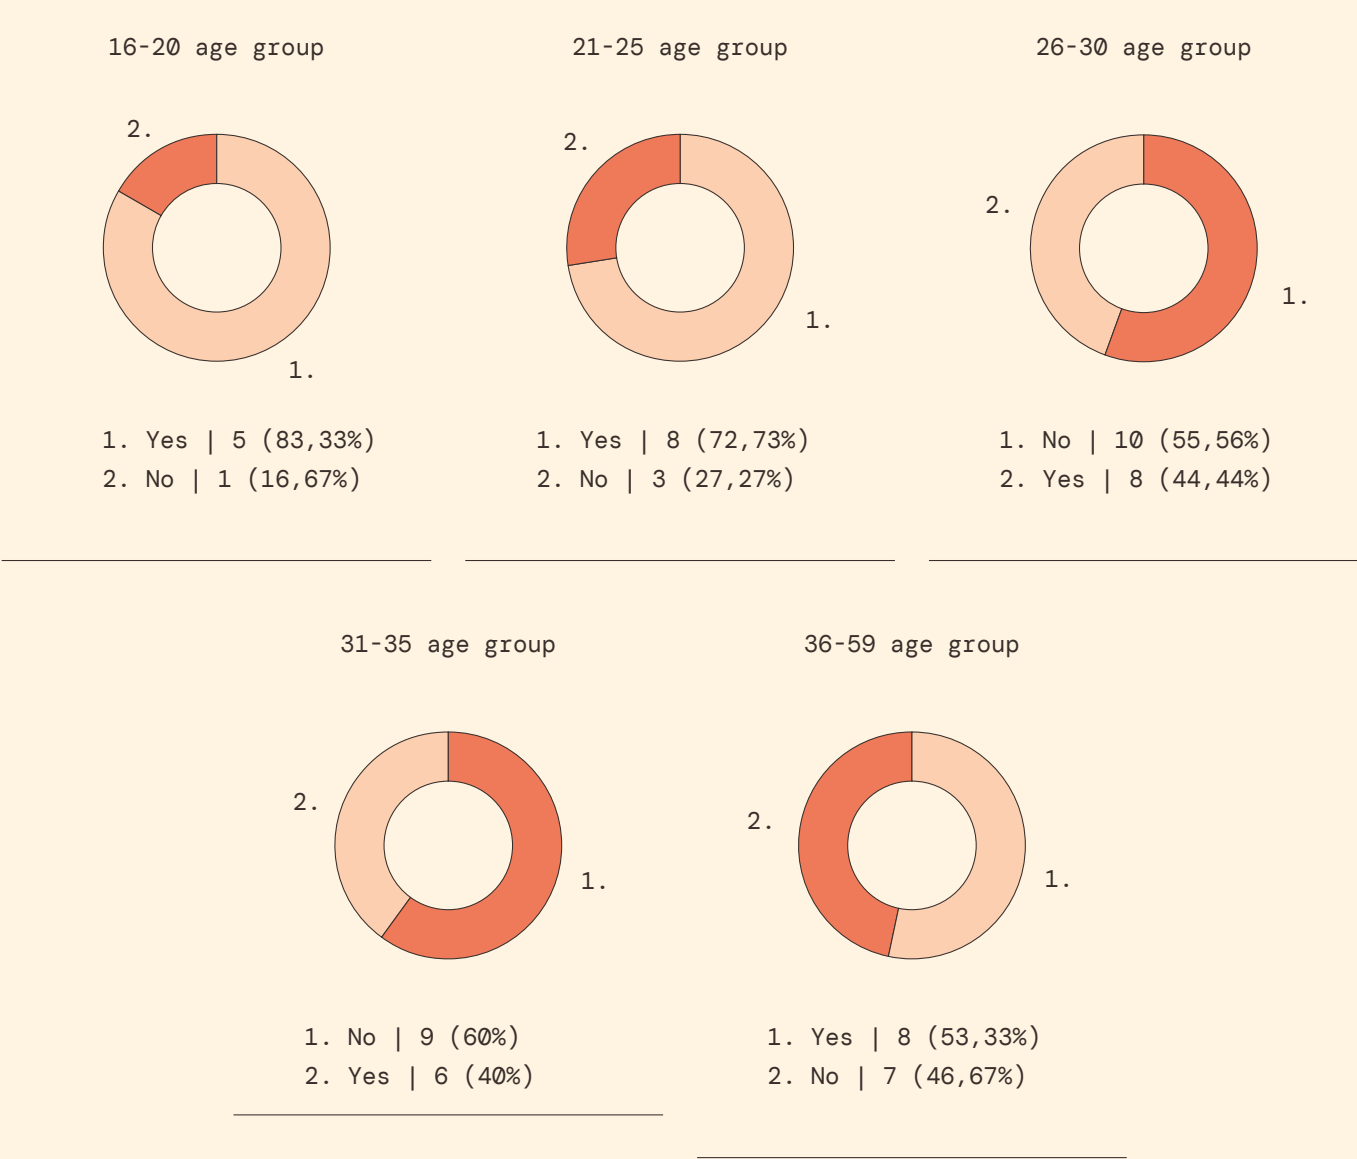 16-20 age group
2.
1.
1. Yes | 5 (83,33%)
2. No | 1 (16,67%)
21-25 age group
2.
1.
1. Yes | 8 (72,73%)
2. No | 3 (27,27%)
26-30 age group
2.
1.
1. No | 10 (55,56%)
2. Yes | 8 (44,44%)
31-35 age group
2.
1.
1. No | 9 (60%)
2. Yes | 6 (40%)
36-59 age group
2.
1.
1. Yes | 8 (53,33%)
2. No | 7 (46,67%)